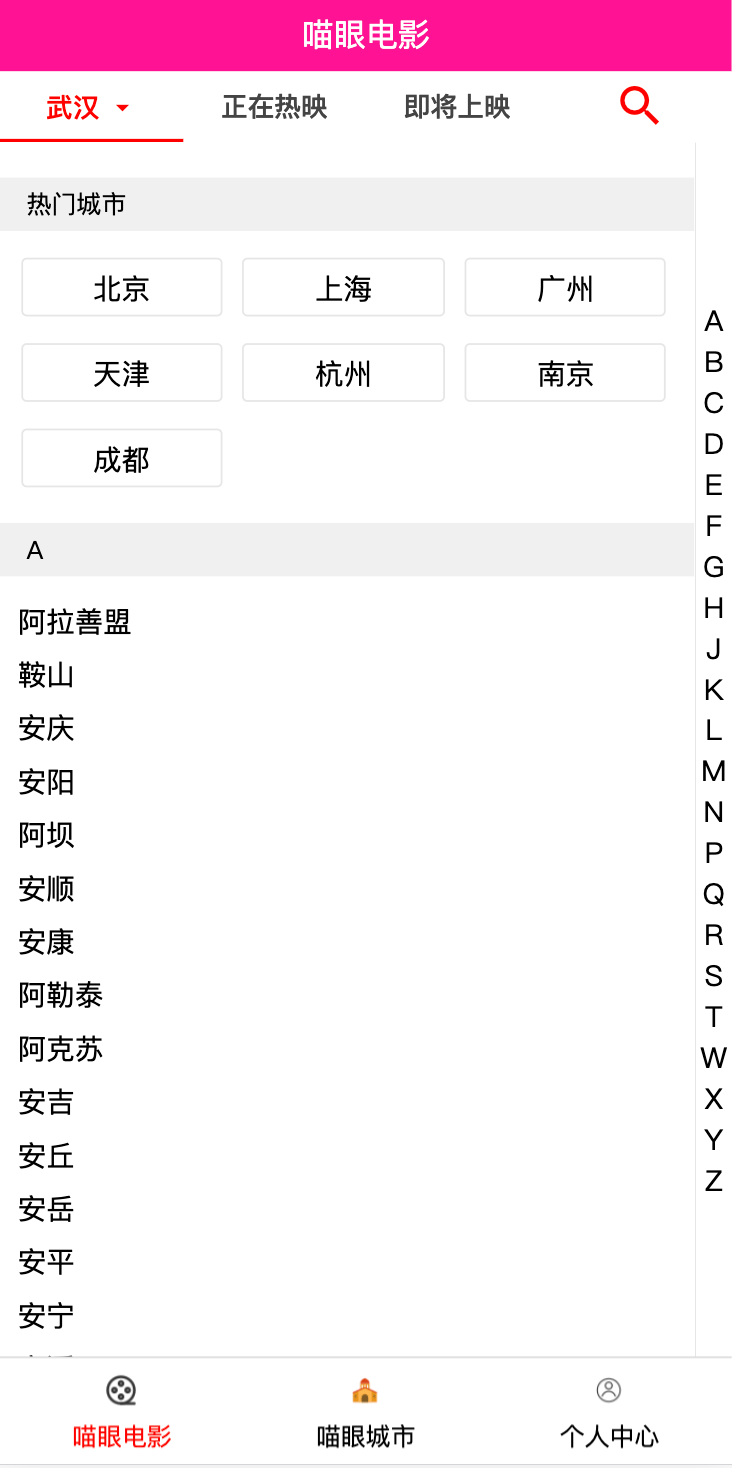 喵眼电影
武汉 正在热映 即将上映
热门城市
北京 上海 广州
天津 杭州 南京
成都
A
阿拉善盟
鞍山
安庆
安阳
阿坝
安顺
安康
阿勒泰
阿克苏
安吉
安丘
安岳
安平
安宁
A
B
C
D
E
F
G
H
J
K
L
M
N
P
Q
R
S
T
W
X
Y
Z
喵眼电影 喵眼城市 个人中心